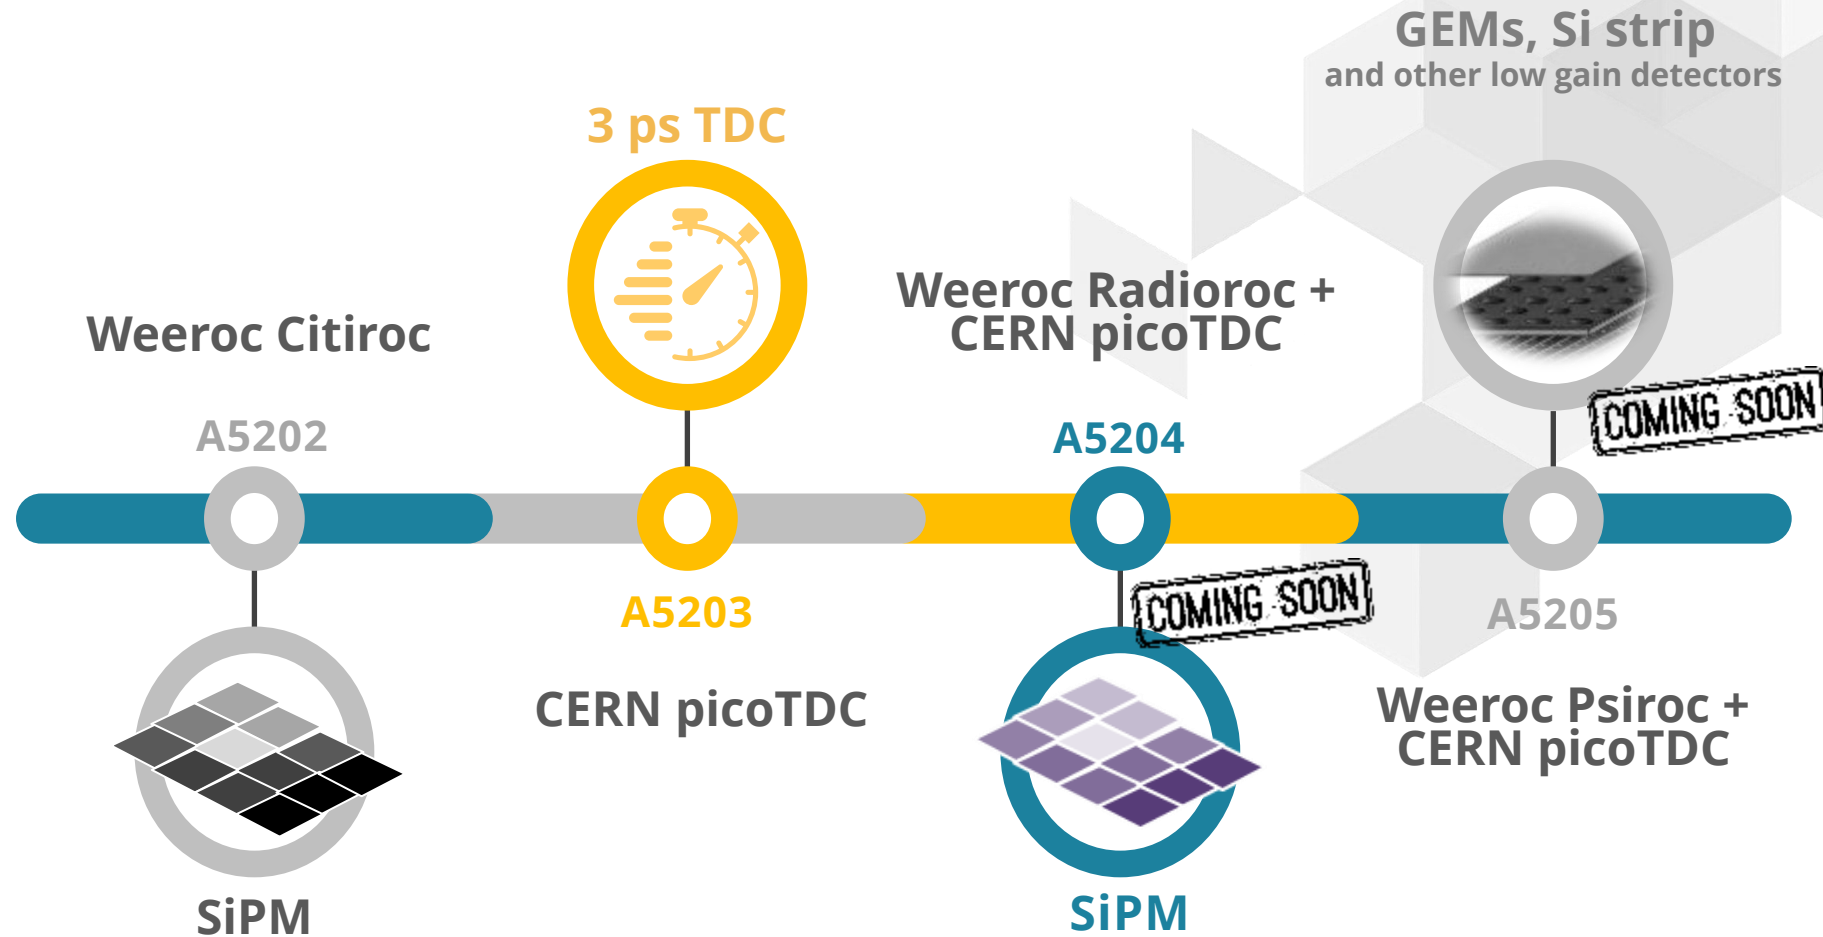 GEMs, Si strip
and other low gain detectors
3 ps TDC
Weeroc Citiroc
Weeroc Radioroc +
CERN picoTDC
COMING SOON
A5202
A5204
COMING SOON
A5203
A5205
CERN picoTDC
Weeroc Psiroc +
CERN picoTDC
SiPM
SiPM